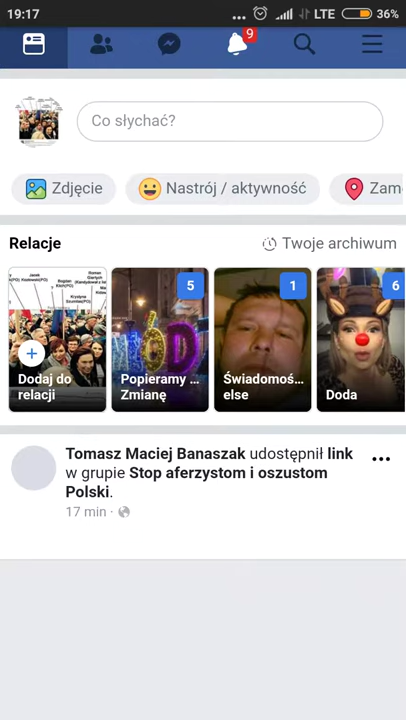 19:17 ... LTE 36%
9
Co słychać?
Zdjęcie Nastrój / aktywność Zam
Relacje Twoje archiwum
5 1 6
Dodaj do relacji
Popieramy ... Zmianę
Świadomoś... else
Doda
Tomasz Maciej Banaszak udostępnił link
w grupie Stop aferzystom i oszustom
Polski.
17 min ·